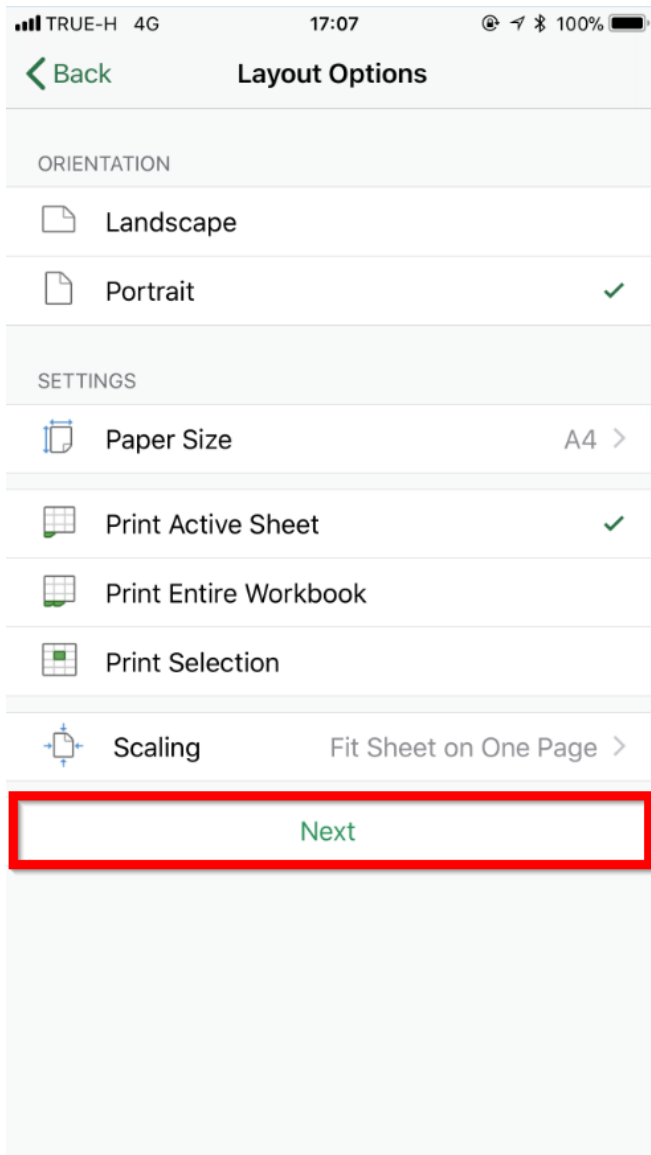 TRUE-H 4G 17:07 100%
Back Layout Options
ORIENTATION
Landscape
Portrait
SETTINGS
Paper Size A4
Print Active Sheet
Print Entire Workbook
Print Selection
Scaling Fit Sheet on One Page
Next